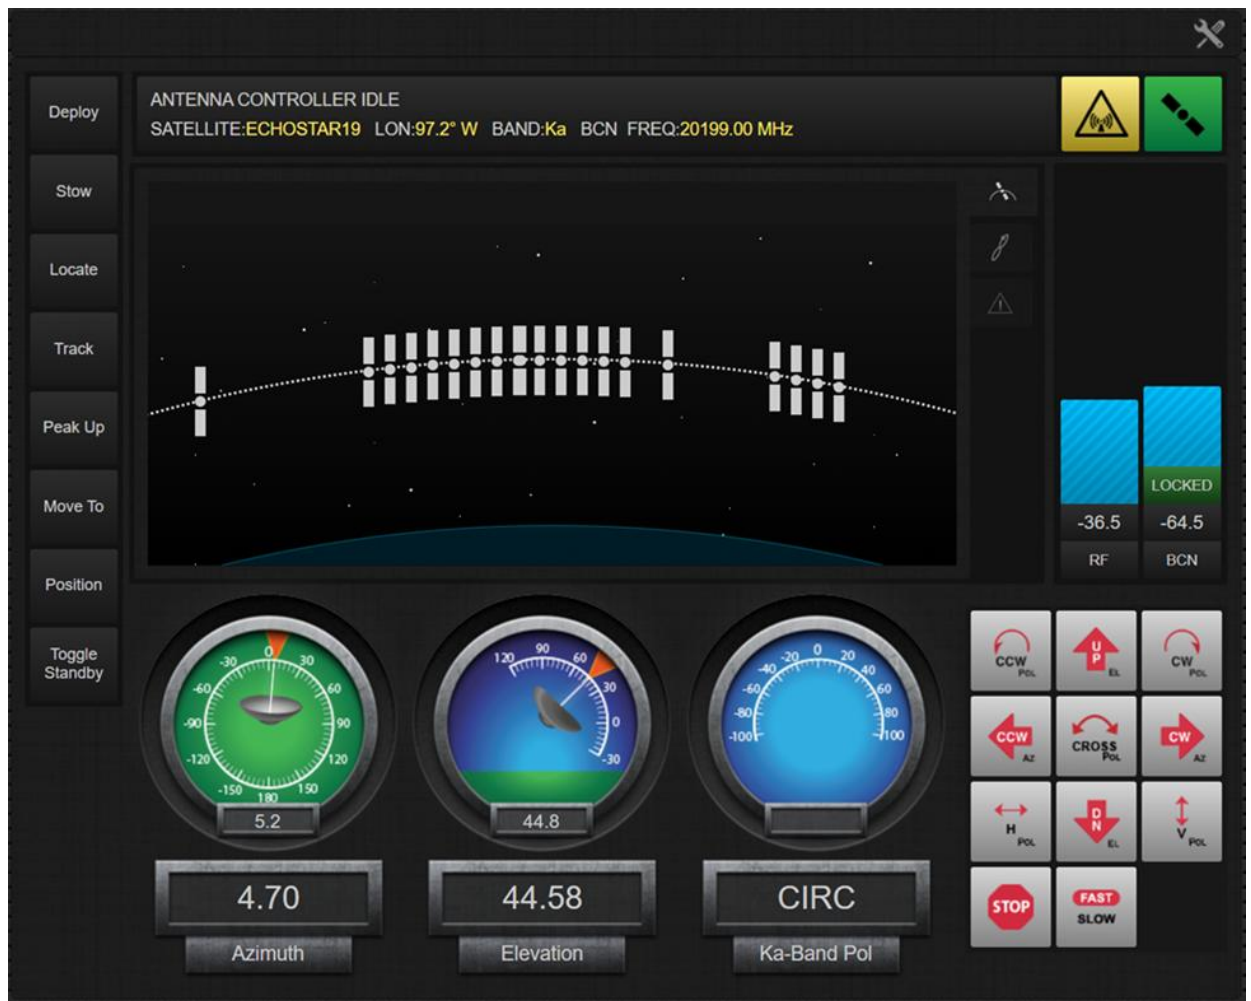 Deploy
Stow
Locate
Track
Peak Up
Move To
Position
Toggle
Standby
ANTENNA CONTROLLER IDLE
SATELLITE:ECHOSTAR19 LON:97.2° W BAND:Ka BCN FREQ:20199.00 MHz
LOCKED
-36.5 -64.5
RF BCN
0
-30 30
-60 60
-90 90
-120 120
-150 150
180
5.2
4.70
Azimuth
90
120 60
30
0
-30
44.8
44.58
Elevation
0
-20 20
-40 40
-60 60
-80 80
-100 100
CIRC
Ka-Band Pol
CCW POL
UP EL
CW POL
CCW AZ
CROSS POL
CW AZ
H POL
DN EL
V POL
STOP
FAST
SLOW